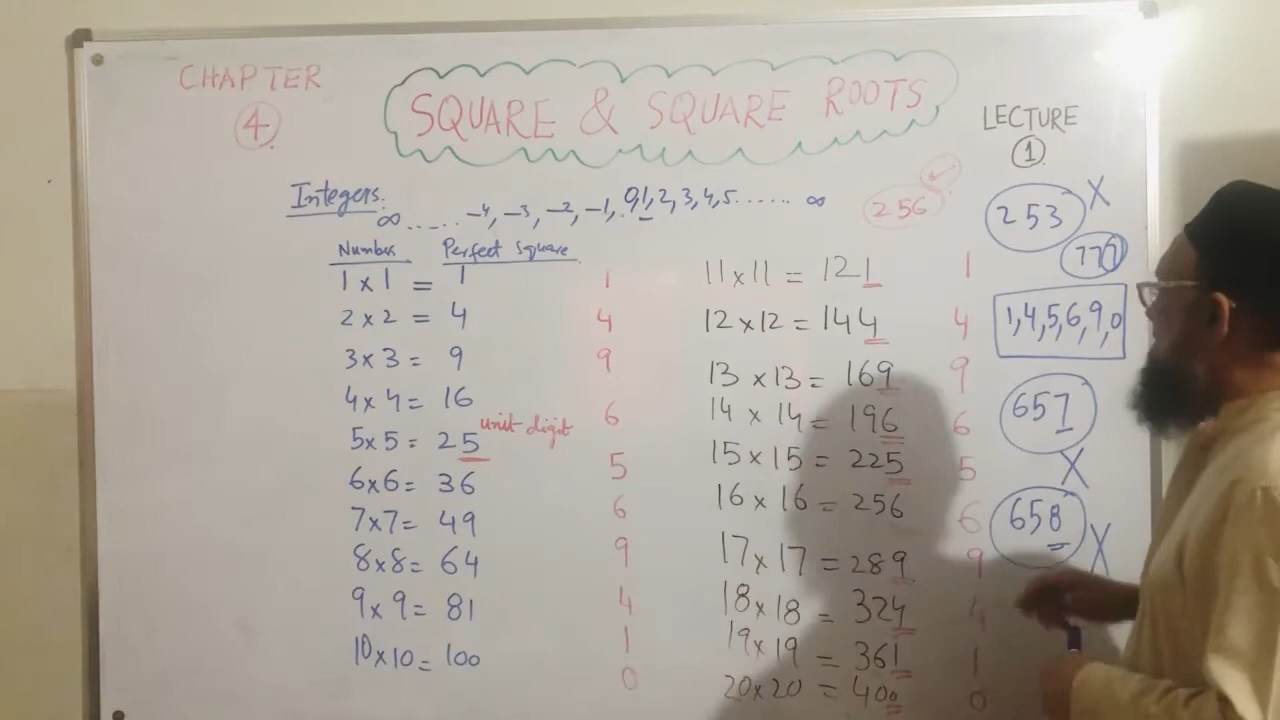 CHAPTER
4
SQUARE & SQUARE ROOTS
LECTURE
1
Integers.
∞ ...... -4, -3, -2, -1, 0, 1, 2, 3, 4, 5 ...... ∞
256 ✓
Number Perfect Square
1 x 1 = 1 1
2 x 2 = 4 4
3 x 3 = 9 9
4 x 4 = 16 6
unit digit
5 x 5 = 25 5
6 x 6 = 36 6
7 x 7 = 49 9
8 x 8 = 64 4
9 x 9 = 81 1
10 x 10 = 100 0
11 x 11 = 121 1
12 x 12 = 144 4
13 x 13 = 169 9
14 x 14 = 196 6
15 x 15 = 225 5
16 x 16 = 256 6
17 x 17 = 289 9
18 x 18 = 324 4
19 x 19 = 361 1
20 x 20 = 400 0
253 X
777
1,4,5,6,9,0
657
X
658 X